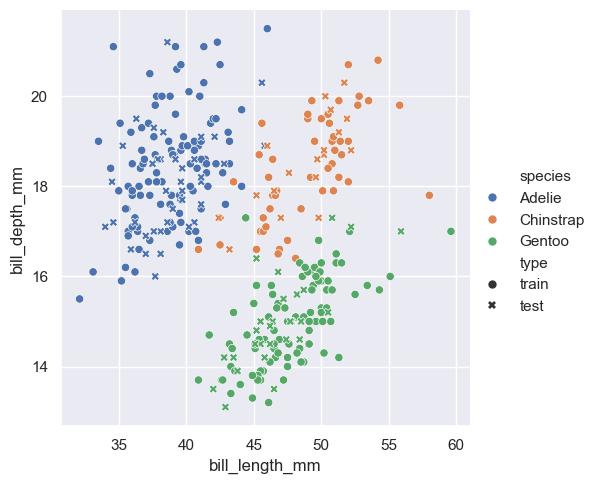 20
18
16
14
bill_depth_mm
35
40
45
50
55
60
bill_length_mm
species
Adelie
Chinstrap
Gentoo
type
train
test